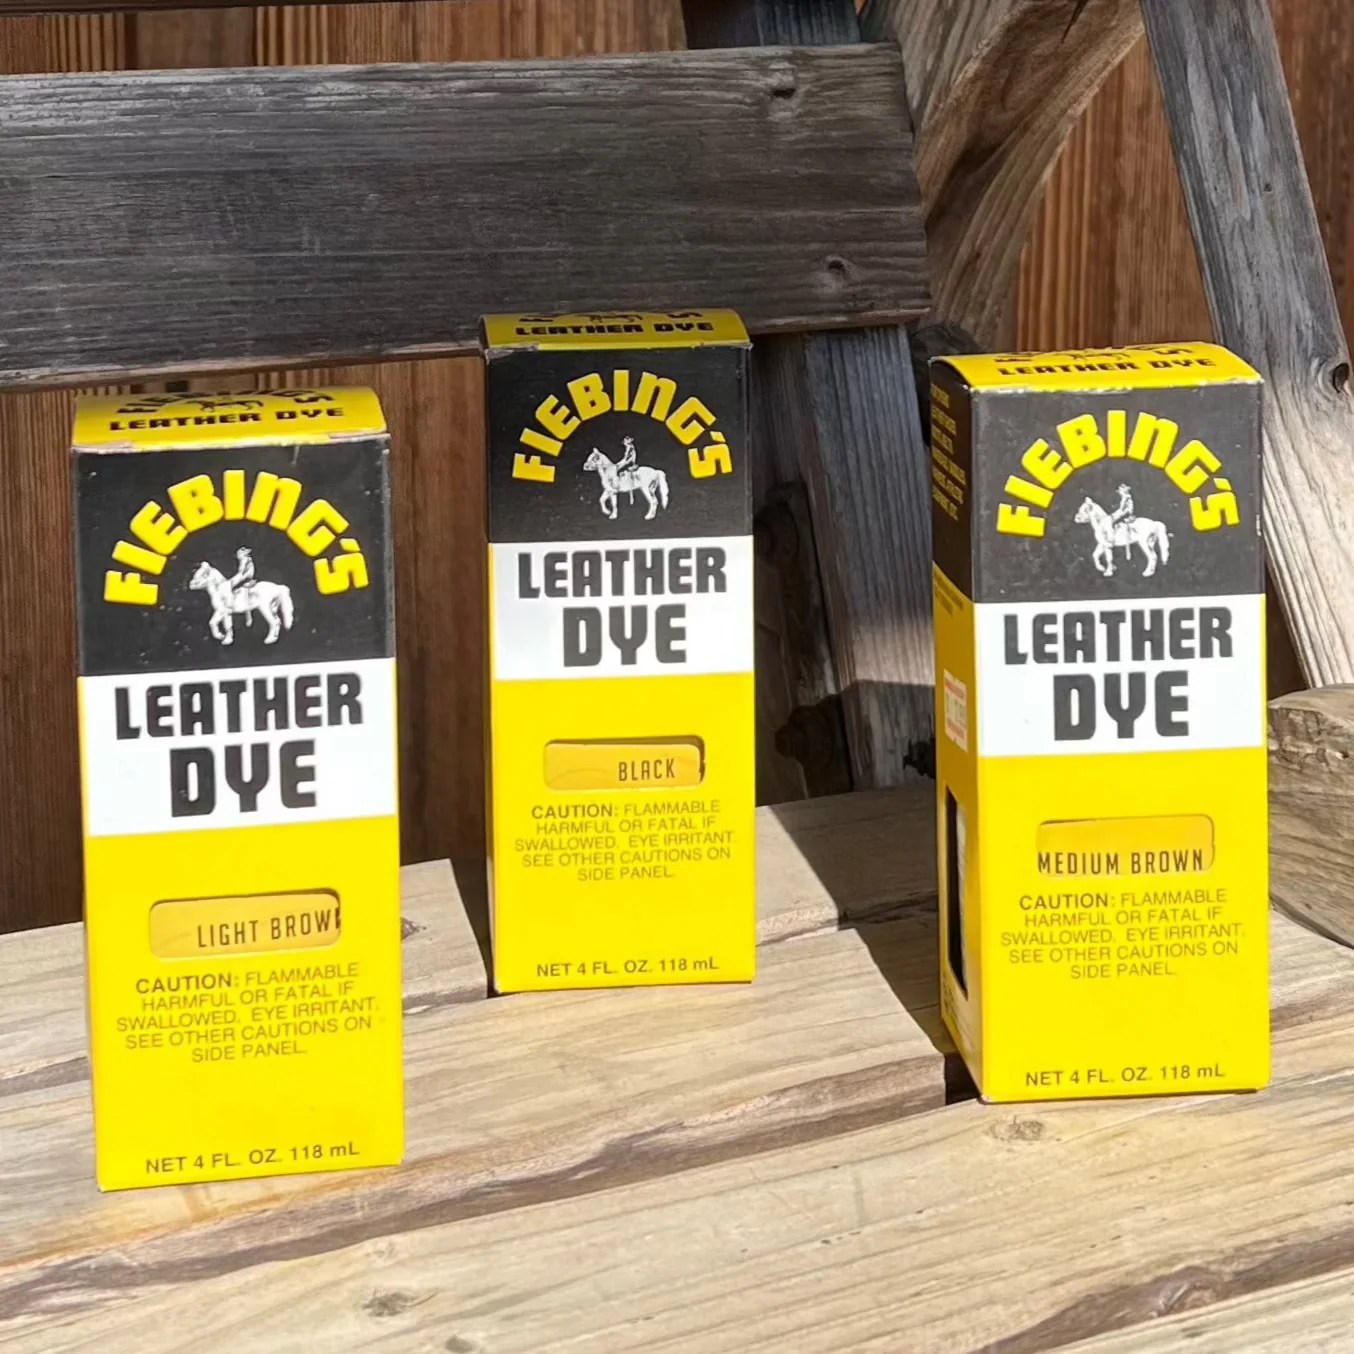 LEATHER DYE
FIEBING'S
LEATHER
DYE
LIGHT BROW
CAUTION: FLAMMABLE
HARMFUL OR FATAL IF
SWALLOWED. EYE IRRITANT.
SEE OTHER CAUTIONS ON
SIDE PANEL.
NET 4 FL. OZ. 118 mL
LEATHER DYE
FIEBING'S
LEATHER
DYE
BLACK
CAUTION: FLAMMABLE
HARMFUL OR FATAL IF
SWALLOWED. EYE IRRITANT.
SEE OTHER CAUTIONS ON
SIDE PANEL.
NET 4 FL. OZ. 118 mL
LEATHER DYE
FIEBING'S
LEATHER
DYE
MEDIUM BROWN
CAUTION: FLAMMABLE
HARMFUL OR FATAL IF
SWALLOWED. EYE IRRITANT.
SEE OTHER CAUTIONS ON
SIDE PANEL.
NET 4 FL. OZ. 118 mL